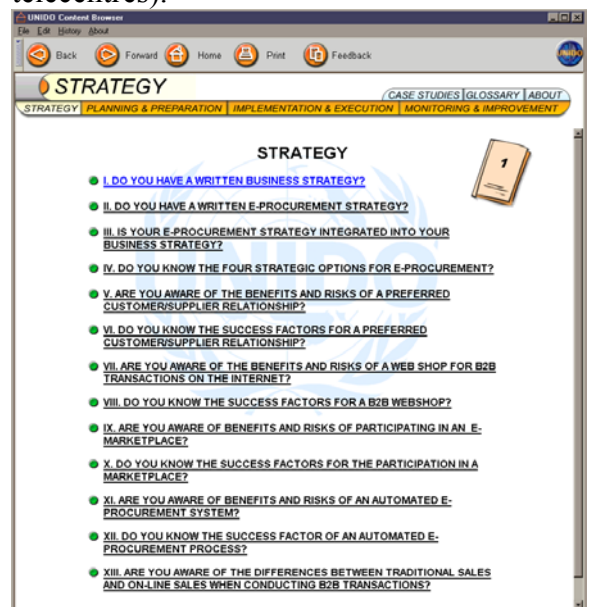 telecentres).
UNIDO Content Browser
File Edit History About
Back Forward Home Print Feedback
UNIDO
STRATEGY
CASE STUDIES GLOSSARY ABOUT
STRATEGY PLANNING & PREPARATION IMPLEMENTATION & EXECUTION MONITORING & IMPROVEMENT
STRATEGY
1
I. DO YOU HAVE A WRITTEN BUSINESS STRATEGY?
II. DO YOU HAVE A WRITTEN E-PROCUREMENT STRATEGY?
III. IS YOUR E-PROCUREMENT STRATEGY INTEGRATED INTO YOUR
BUSINESS STRATEGY?
IV. DO YOU KNOW THE FOUR STRATEGIC OPTIONS FOR E-PROCUREMENT?
V. ARE YOU AWARE OF THE BENEFITS AND RISKS OF A PREFERRED
CUSTOMER/SUPPLIER RELATIONSHIP?
VI. DO YOU KNOW THE SUCCESS FACTORS FOR A PREFERRED
CUSTOMER/SUPPLIER RELATIONSHIP?
VII. ARE YOU AWARE OF THE BENEFITS AND RISKS OF A WEB SHOP FOR B2B
TRANSACTIONS ON THE INTERNET?
VIII. DO YOU KNOW THE SUCCESS FACTORS FOR A B2B WEBSHOP?
IX. ARE YOU AWARE OF BENEFITS AND RISKS OF PARTICIPATING IN AN E-
MARKETPLACE?
X. DO YOU KNOW THE SUCCESS FACTORS FOR THE PARTICIPATION IN A
MARKETPLACE?
XI. ARE YOU AWARE OF BENEFITS AND RISKS OF AN AUTOMATED E-
PROCUREMENT SYSTEM?
XII. DO YOU KNOW THE SUCCESS FACTOR OF AN AUTOMATED E-
PROCUREMENT PROCESS?
XIII. ARE YOU AWARE OF THE DIFFERENCES BETWEEN TRADITIONAL SALES
AND ON-LINE SALES WHEN CONDUCTING B2B TRANSACTIONS?
UNIDO